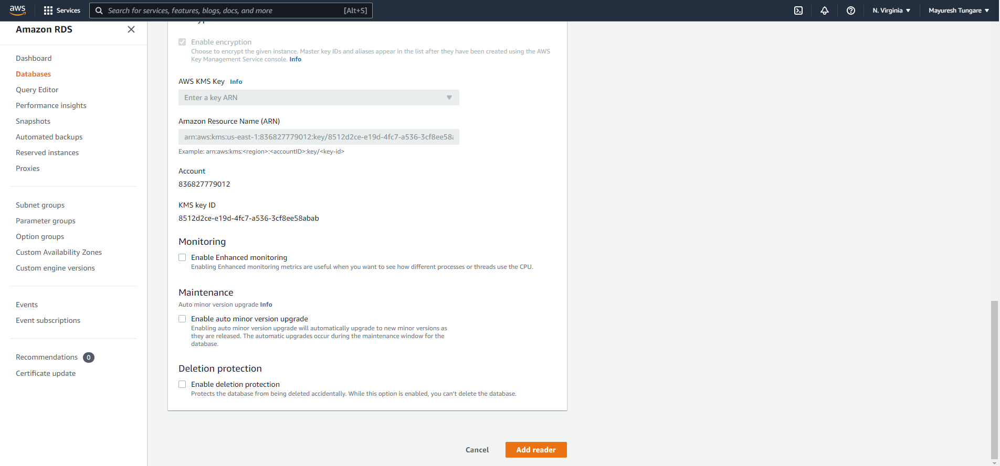 aws
Services
Search for services, features, blogs, docs, and more
[Alt+S]
N. Virginia
Mayuresh Tungare
Amazon RDS
Dashboard
Databases
Query Editor
Performance insights
Snapshots
Automated backups
Reserved instances
Proxies
Subnet groups
Parameter groups
Option groups
Custom Availability Zones
Custom engine versions
Events
Event subscriptions
Recommendations 0
Certificate update
Enable encryption
Choose to encrypt the given instance. Master key IDs and aliases appear in the list after they have been created using the AWS
Key Management Service console. Info
AWS KMS Key Info
Enter a key ARN
Amazon Resource Name (ARN)
arn:aws:kms:us-east-1:836827779012:key/8512d2ce-e19d-4fc7-a536-3cf8ee58a
Example: arn:aws:kms:<region>:<accountID>:key/<key-id>
Account
836827779012
KMS key ID
8512d2ce-e19d-4fc7-a536-3cf8ee58abab
Monitoring
Enable Enhanced monitoring
Enabling Enhanced monitoring metrics are useful when you want to see how different processes or threads use the CPU.
Maintenance
Auto minor version upgrade Info
Enable auto minor version upgrade
Enabling auto minor version upgrade will automatically upgrade to new minor versions as
they are released. The automatic upgrades occur during the maintenance window for the
database.
Deletion protection
Enable deletion protection
Protects the database from being deleted accidentally. While this option is enabled, you can't delete the database.
Cancel
Add reader